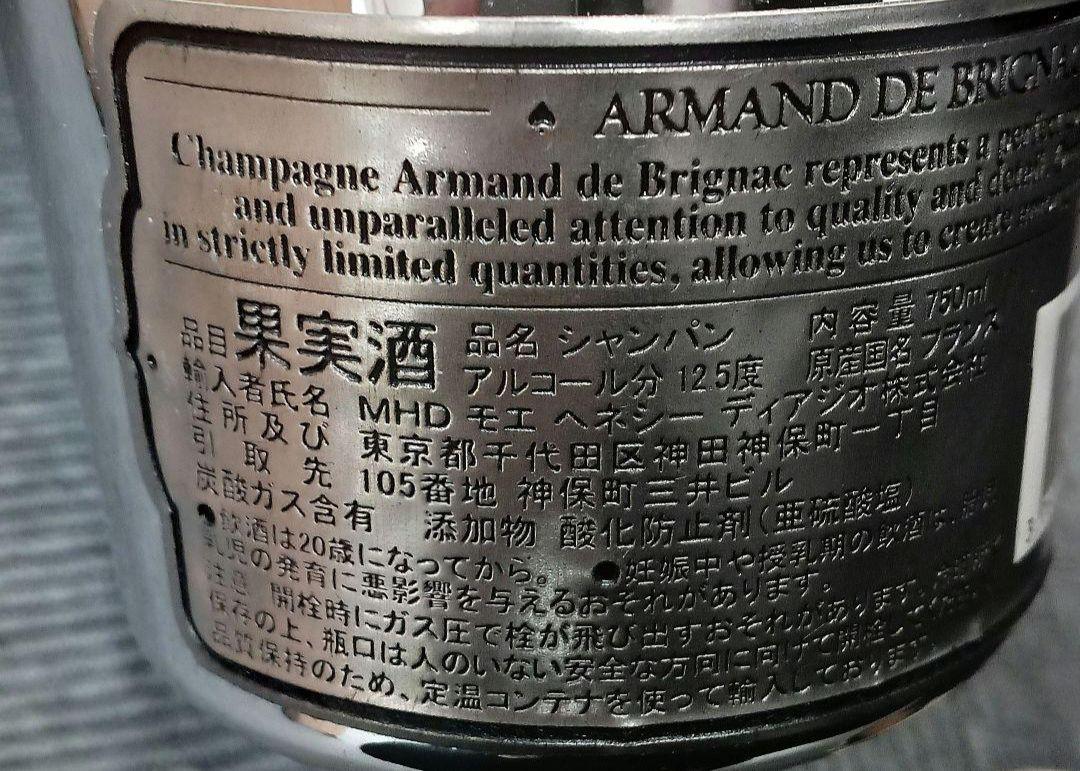 ARMAND DE BRIGNA
Champagne Armand de Brignac represents a perfect
and unparalleled attention to quality and detail
in strictly limited quantities, allowing us to create
品目 果実酒 品名 シャンパン 内容量 750ml
アルコール分 12.5度 原産国名 フランス
輸入者氏名 MHD モエ ヘネシー ディアジオ株式会社
住所及び 東京都千代田区神田神保町一丁目
引取先 105番地 神保町三井ビル
炭酸ガス含有 添加物 酸化防止剤(亜硫酸塩)
●飲酒は20歳になってから。 ●妊娠中や授乳期の飲酒は、胎児
乳児の発育に悪影響を与えるおそれがあります。
注意 開栓時にガス圧で栓が飛び出すおそれがあります。
保存の上、瓶口は人のいない安全な方向に向けて開栓して
品質保持のため、定温コンテナを使って輸入しております。